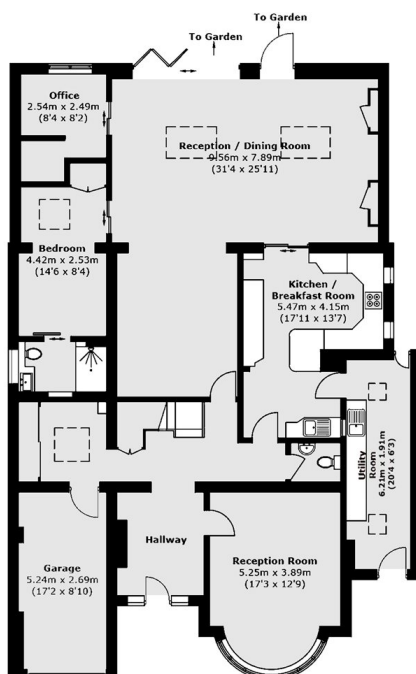 To Garden
To Garden
Office
2.54m x 2.49m
(8'4 x 8'2)
Reception / Dining Room
9.56m x 7.89m
(31'4 x 25'11)
Bedroom
4.42m x 2.53m
(14'6 x 8'4)
Kitchen /
Breakfast Room
5.47m x 4.15m
(17'11 x 13'7)
Utility
Room
6.21m x 1.91m
(20'4 x 6'3)
Garage
5.24m x 2.69m
(17'2 x 8'10)
Hallway
Reception Room
5.25m x 3.89m
(17'3 x 12'9)